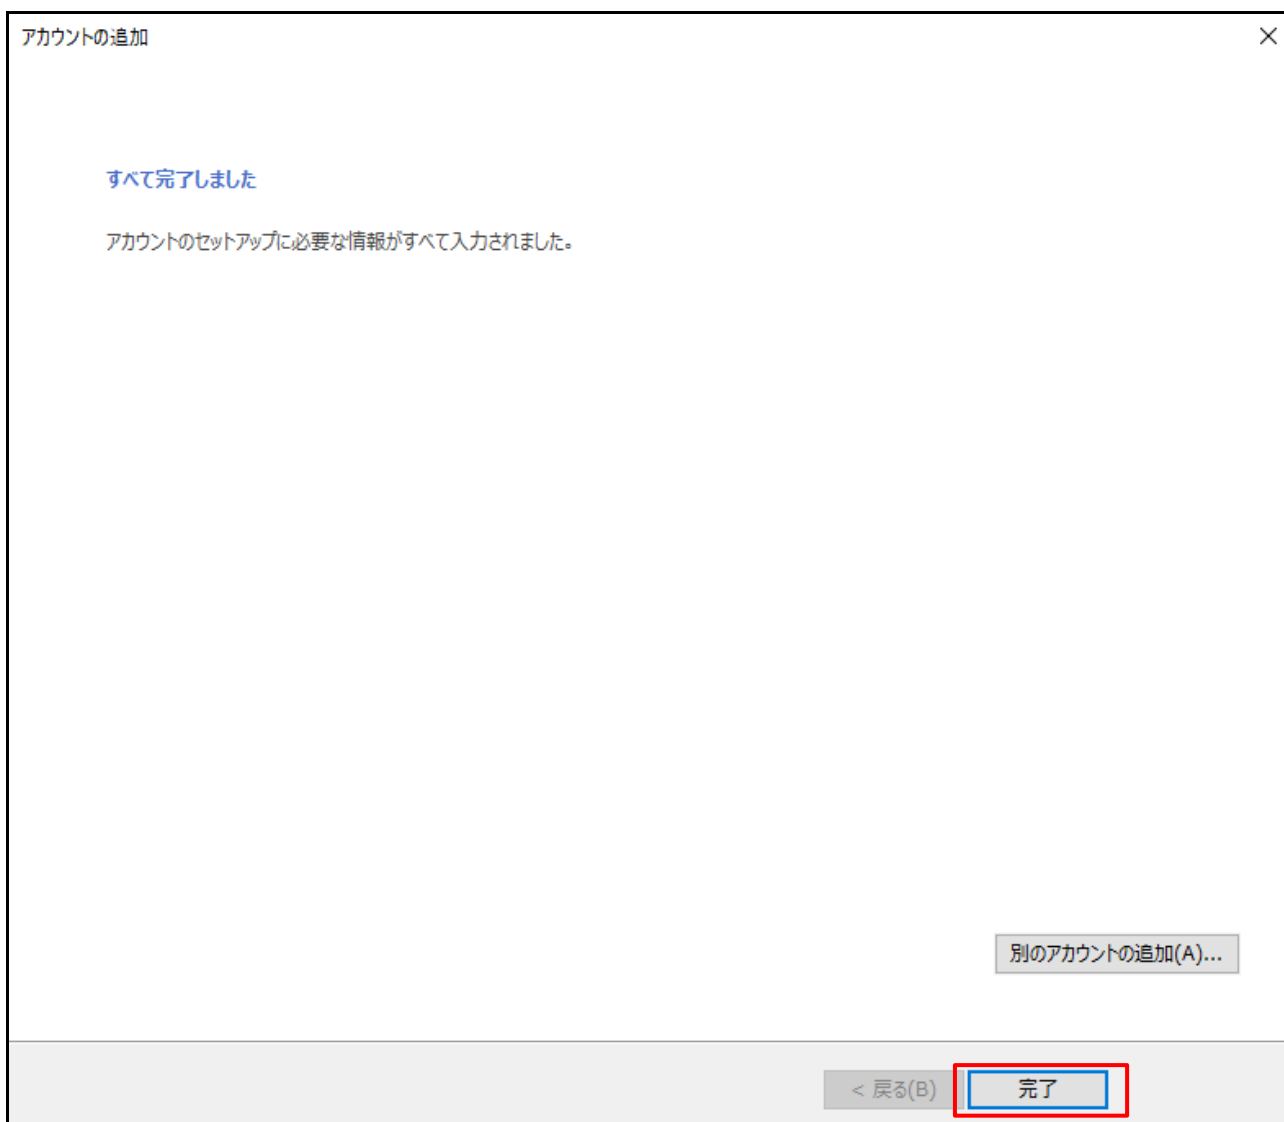 アカウントの追加
すべて完了しました
アカウントのセットアップに必要な情報がすべて入力されました。
別のアカウントの追加(A)...
< 戻る(B)
完了